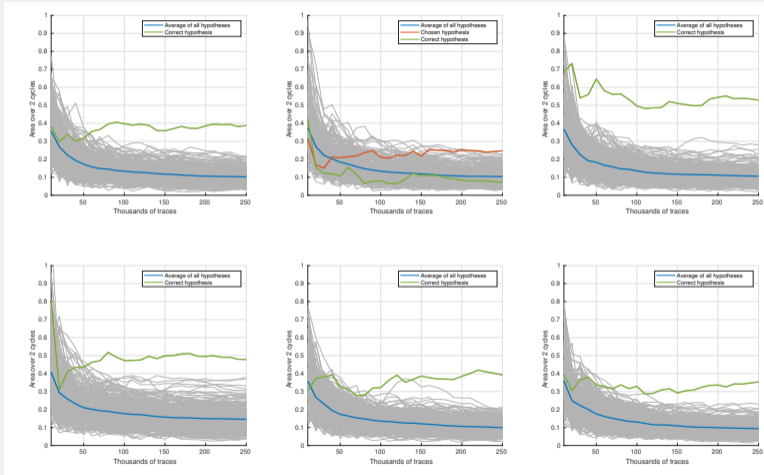 1
0.9
0.8
0.7
0.6
0.5
0.4
0.3
0.2
0.1
0
Area over 2 cycles
50 100 150 200 250
Thousands of traces
Average of all hypotheses
Correct hypothesis
1
0.9
0.8
0.7
0.6
0.5
0.4
0.3
0.2
0.1
0
Area over 2 cycles
50 100 150 200 250
Thousands of traces
Average of all hypotheses
Chosen hypothesis
Correct hypothesis
1
0.9
0.8
0.7
0.6
0.5
0.4
0.3
0.2
0.1
0
Area over 2 cycles
50 100 150 200 250
Thousands of traces
Average of all hypotheses
Correct hypothesis
1
0.9
0.8
0.7
0.6
0.5
0.4
0.3
0.2
0.1
0
Area over 2 cycles
50 100 150 200 250
Thousands of traces
Average of all hypotheses
Correct hypothesis
1
0.9
0.8
0.7
0.6
0.5
0.4
0.3
0.2
0.1
0
Area over 2 cycles
50 100 150 200 250
Thousands of traces
Average of all hypotheses
Correct hypothesis
1
0.9
0.8
0.7
0.6
0.5
0.4
0.3
0.2
0.1
0
Area over 2 cycles
50 100 150 200 250
Thousands of traces
Average of all hypotheses
Correct hypothesis